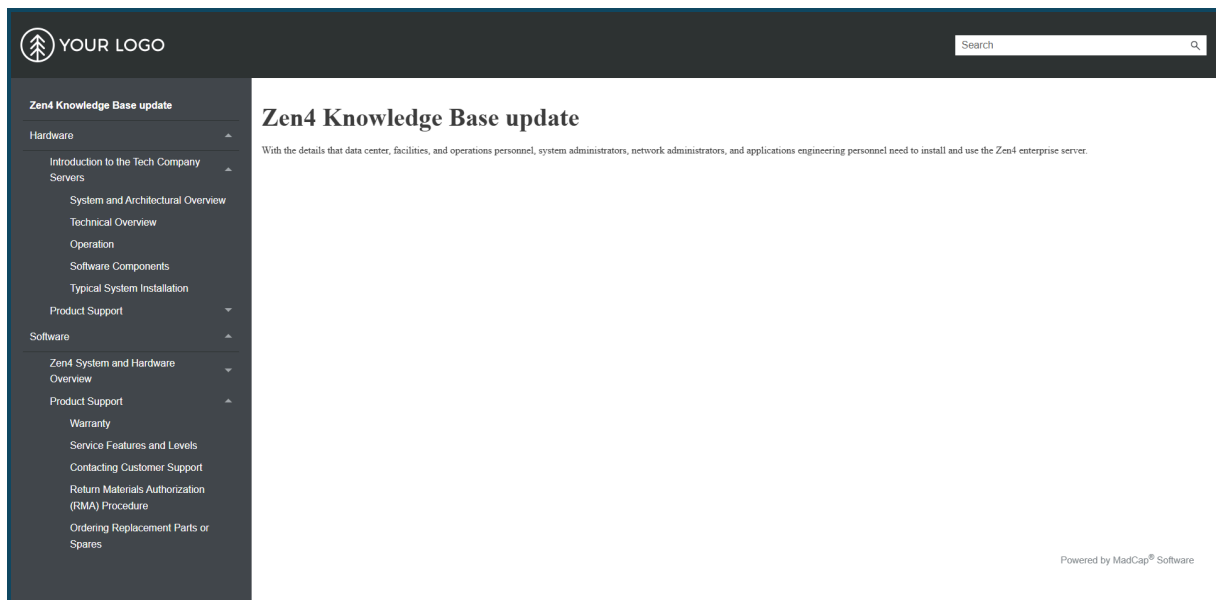 YOUR LOGO
Search
Zen4 Knowledge Base update
Hardware
Introduction to the Tech Company
Servers
System and Architectural Overview
Technical Overview
Operation
Software Components
Typical System Installation
Product Support
Software
Zen4 System and Hardware
Overview
Product Support
Warranty
Service Features and Levels
Contacting Customer Support
Return Materials Authorization
(RMA) Procedure
Ordering Replacement Parts or
Spares
Zen4 Knowledge Base update
With the details that data center, facilities, and operations personnel, system administrators, network administrators, and applications engineering personnel need to install and use the Zen4 enterprise server.
Powered by MadCap® Software